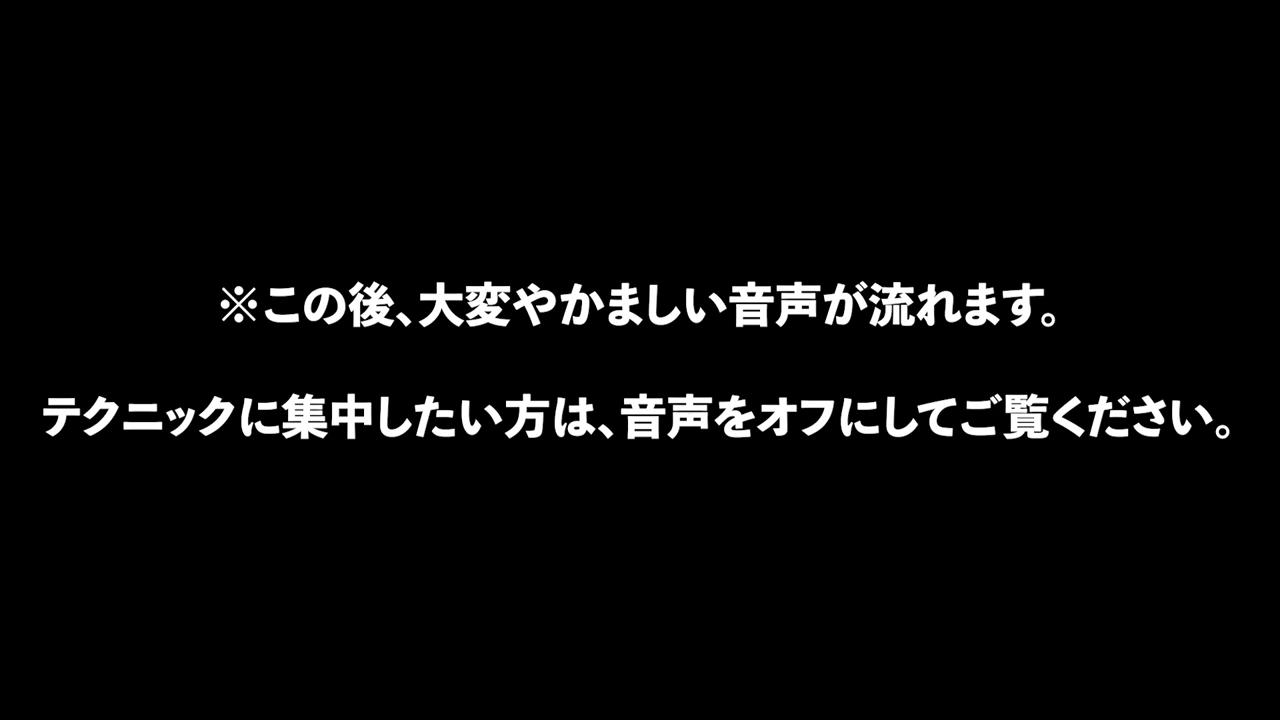 ※この後、大変やかましい音声が流れます。
テクニックに集中したい方は、音声をオフにしてご覧ください。